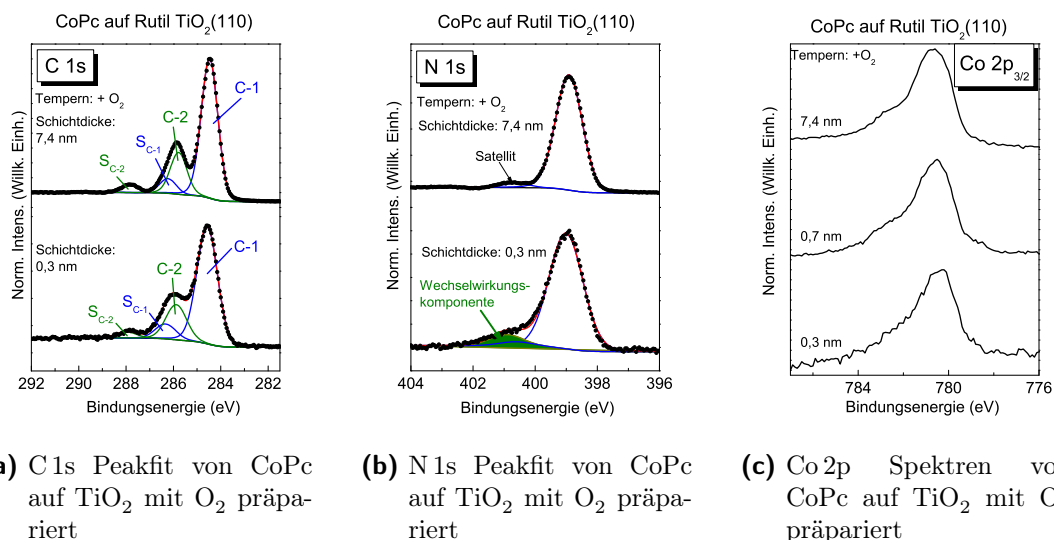 CoPc auf Rutil TiO2(110)
C 1s
Tempern: + O2
Schichtdicke:
7,4 nm
C-1
C-2
SC-1
SC-2
Schichtdicke:
0,3 nm
C-1
C-2
SC-1
SC-2
Norm. Intens. (Willk. Einh.)
292 290 288 286 284 282
Bindungsenergie (eV)
CoPc auf Rutil TiO2(110)
N 1s
Tempern: + O2
Schichtdicke: 7,4 nm
Satellit
Schichtdicke: 0,3 nm
Wechselwirkungs-
komponente
Norm. Intens. (Willk. Einh.)
404 402 400 398 396
Bindungsenergie (eV)
CoPc auf Rutil TiO2(110)
Tempern: +O2
Co 2p3/2
7,4 nm
0,7 nm
0,3 nm
Norm. Intens. (Willk. Einh.)
784 780 776
Bindungsenergie (eV)
a) C 1s Peakfit von CoPc
auf TiO2 mit O2 präpa-
riert
(b) N 1s Peakfit von CoPc
auf TiO2 mit O2 präpa-
riert
(c) Co 2p Spektren vo
CoPc auf TiO2 mit O
präpariert